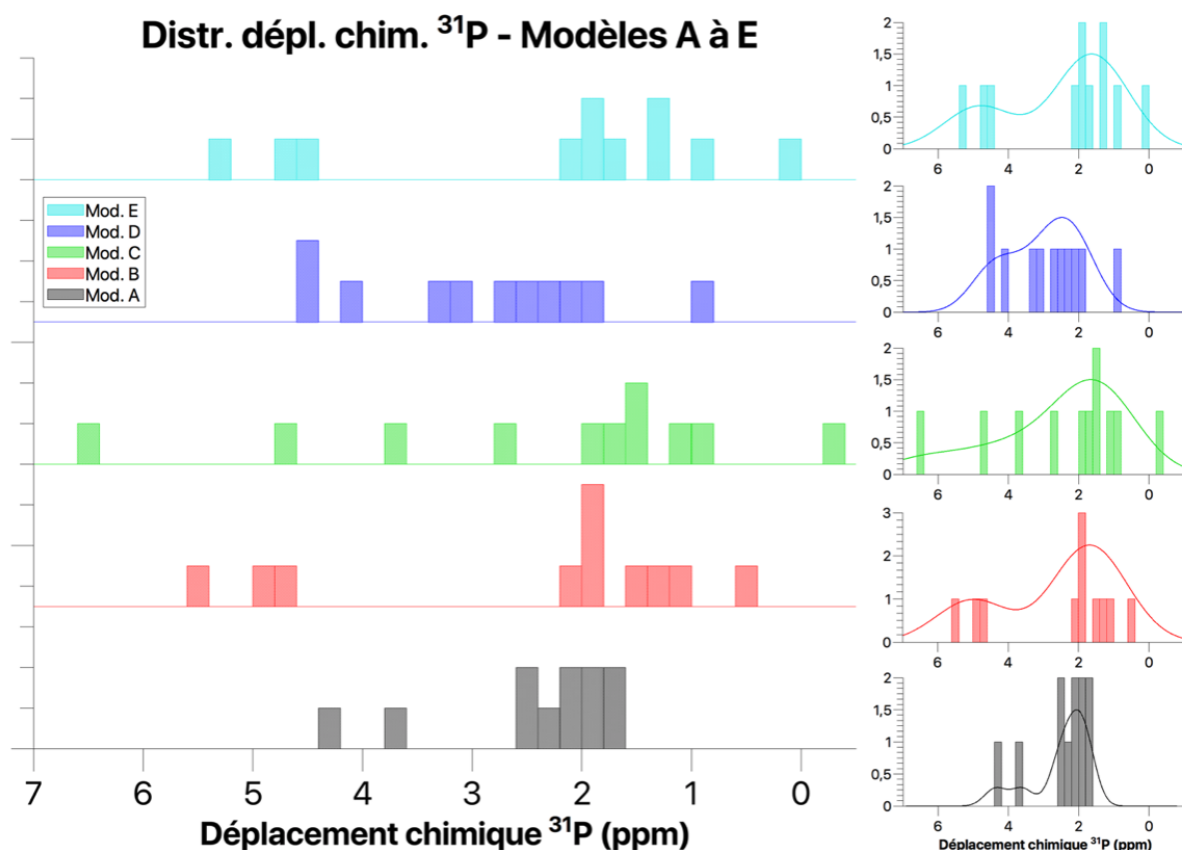 Distr. dépl. chim. ³¹P - Modèles A à E
Mod. E
Mod. D
Mod. C
Mod. B
Mod. A
7 6 5 4 3 2 1 0
Déplacement chimique ³¹P (ppm)
2
1,5
1
0,5
0
6 4 2 0
2
1,5
1
0,5
0
6 4 2 0
2
1,5
1
0,5
0
6 4 2 0
3
2
1
0
6 4 2 0
2
1,5
1
0,5
0
6 4 2 0
Déplacement chimique ³¹P (ppm)